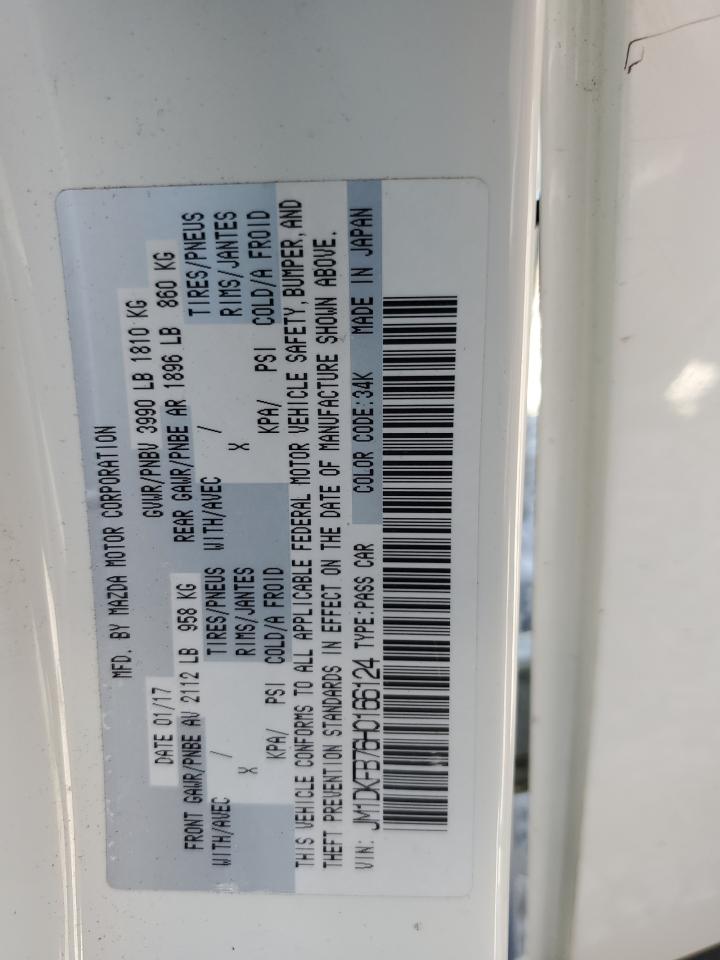 MFD. BY MAZDA MOTOR CORPORATION
DATE 01/17 GVWR/PNBV 3990 LB 1810 KG
FRONT GAWR/PNBE AV 2112 LB 958 KG REAR GAWR/PNBE AR 1896 LB 860 KG
WITH/AVEC TIRES/PNEUS WITH/AVEC TIRES/PNEUS
/ RIMS/JANTES / RIMS/JANTES
X X
KPA/ PSI COLD/A FROID KPA/ PSI COLD/A FROID
THIS VEHICLE CONFORMS TO ALL APPLICABLE FEDERAL MOTOR VEHICLE SAFETY, BUMPER, AND
THEFT PREVENTION STANDARDS IN EFFECT ON THE DATE OF MANUFACTURE SHOWN ABOVE.
VIN: JM1DKFB76H0166124 TYPE:PASS CAR COLOR CODE:34K MADE IN JAPAN